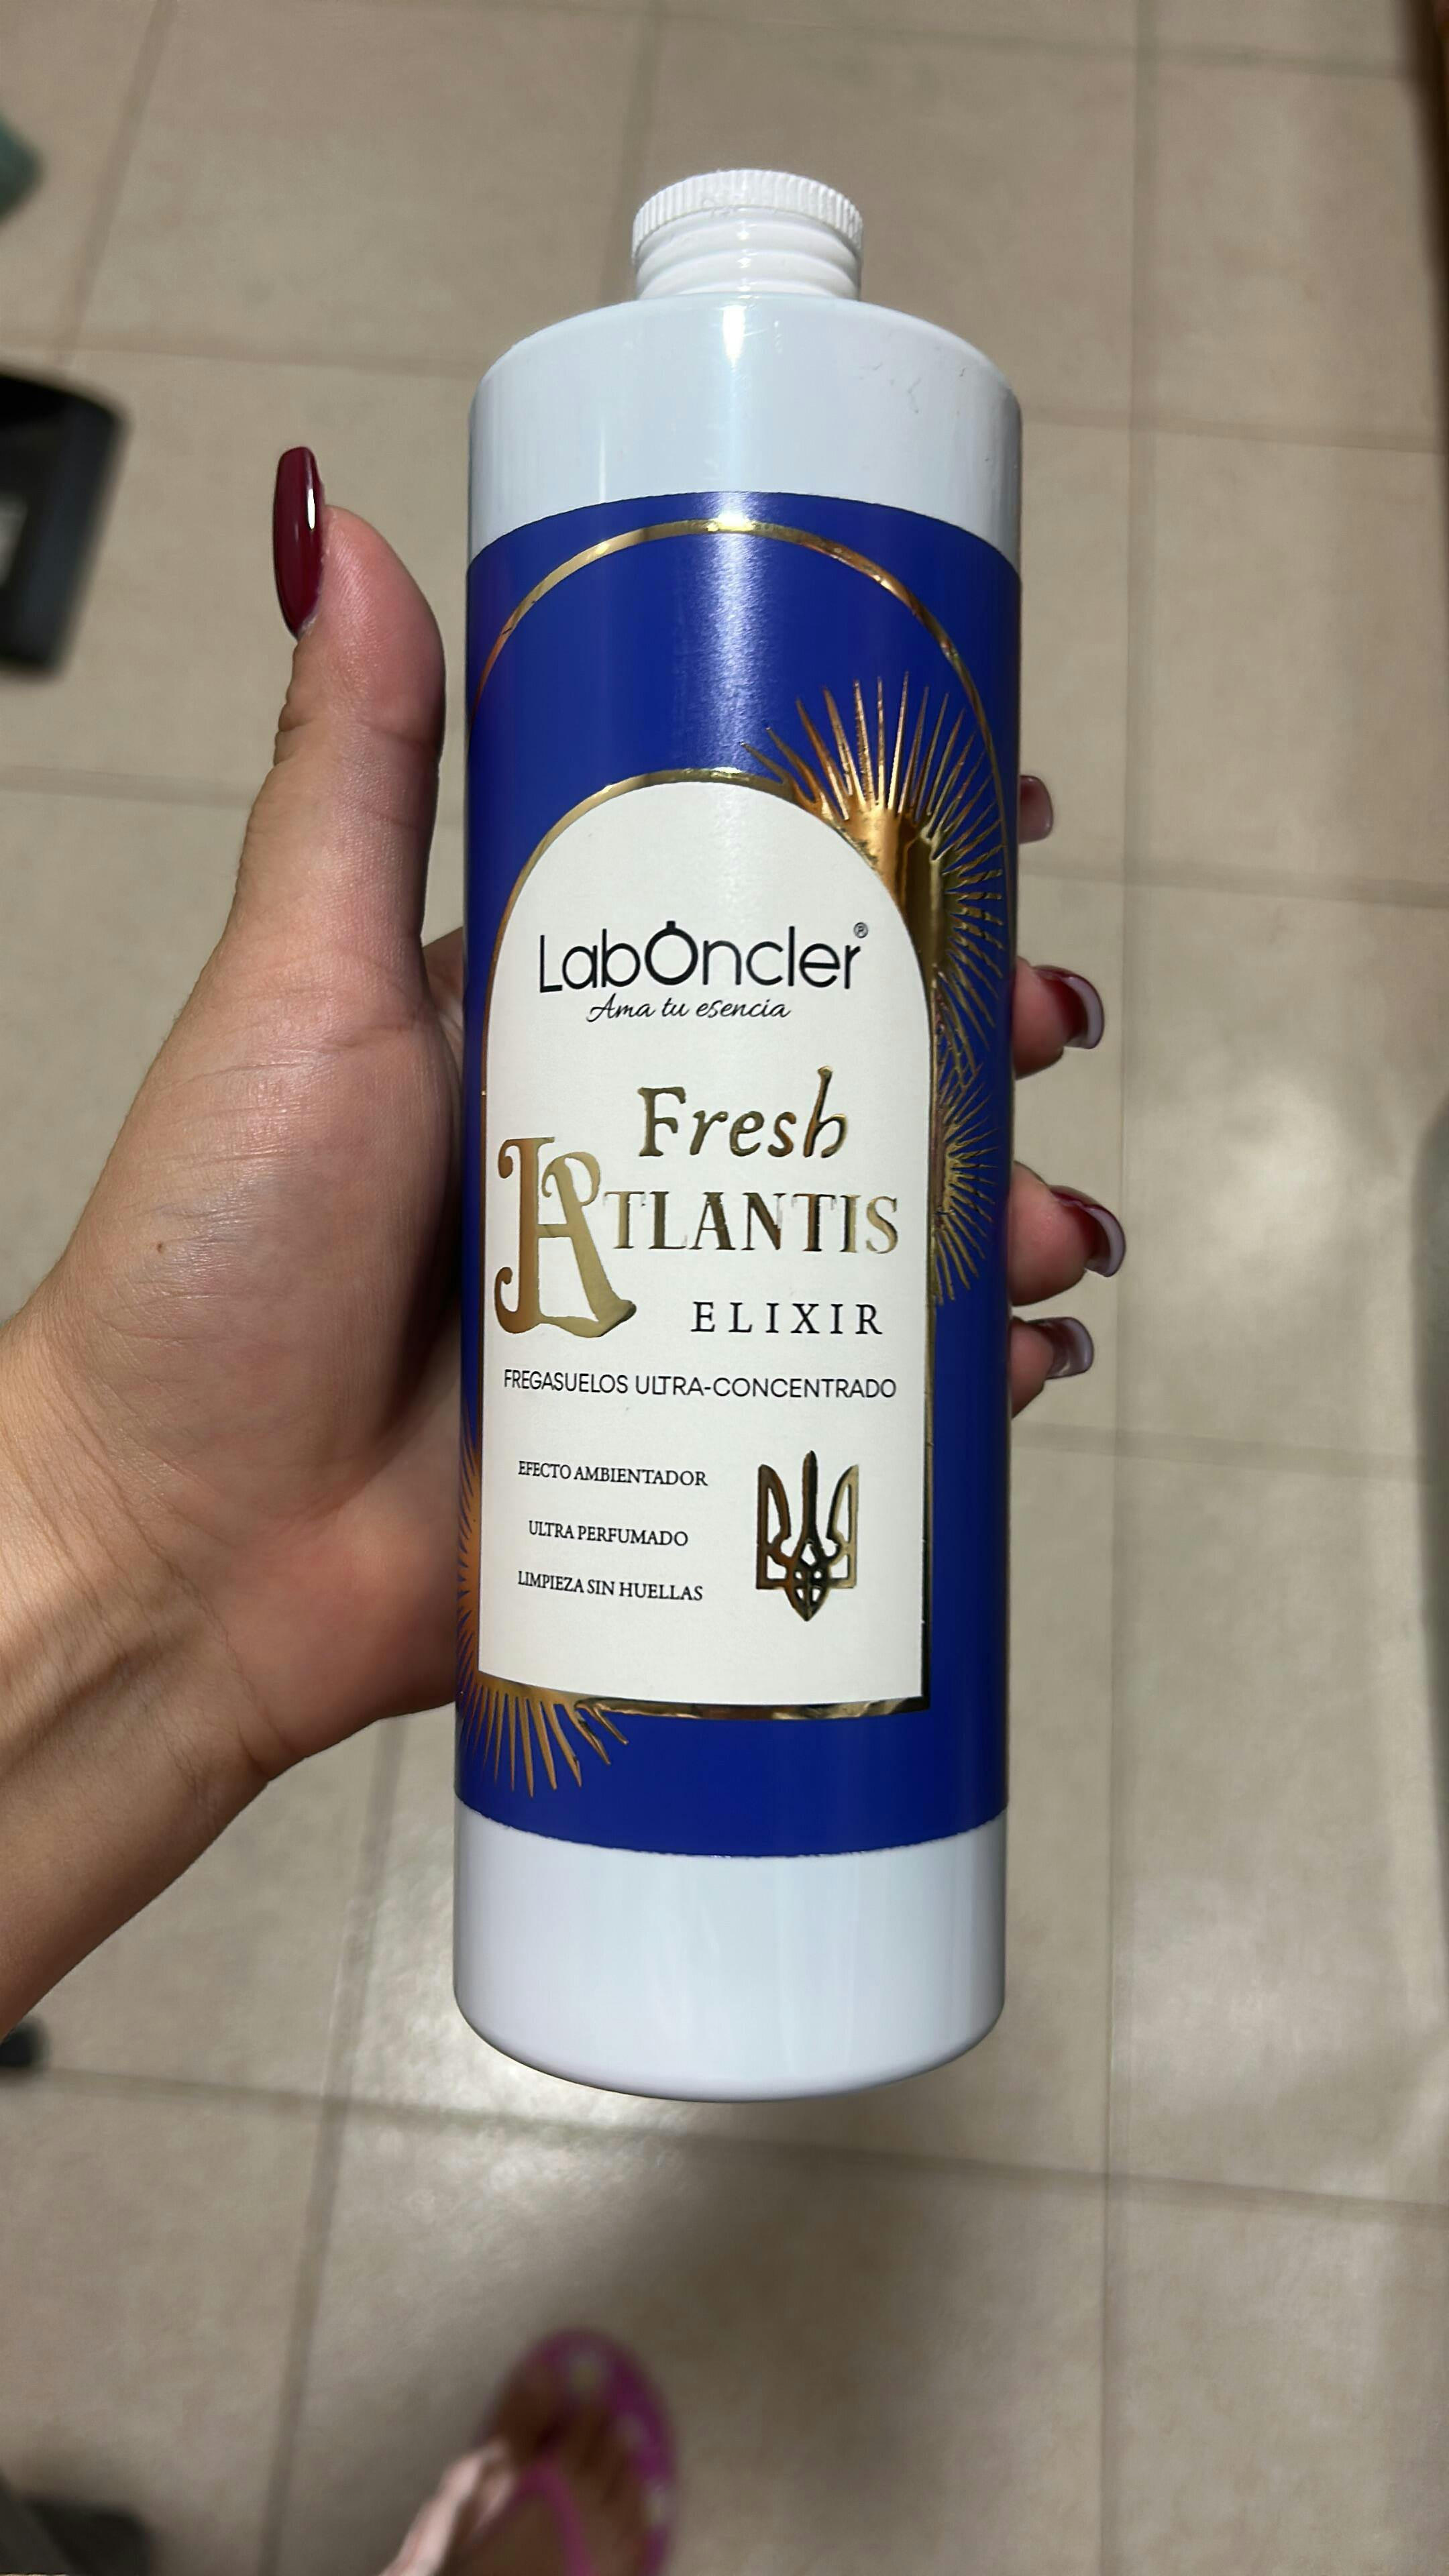 LabOncler®
Ama tu esencia
Fresh
ATLANTIS
ELIXIR
FREGASUELOS ULTRA-CONCENTRADO
EFECTO AMBIENTADOR
ULTRA PERFUMADO
LIMPIEZA SIN HUELLAS